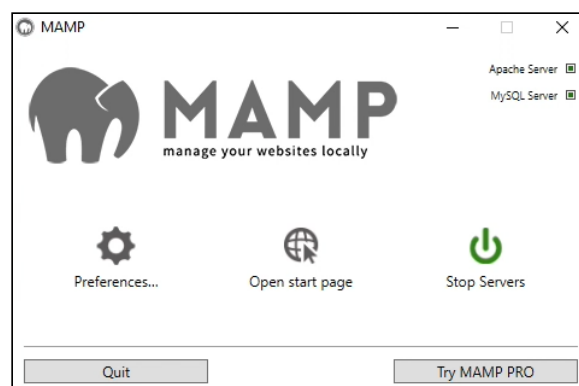 MAMP
Apache Server
MySQL Server
MAMP
manage your websites locally
Preferences...
Open start page
Stop Servers
Quit
Try MAMP PRO